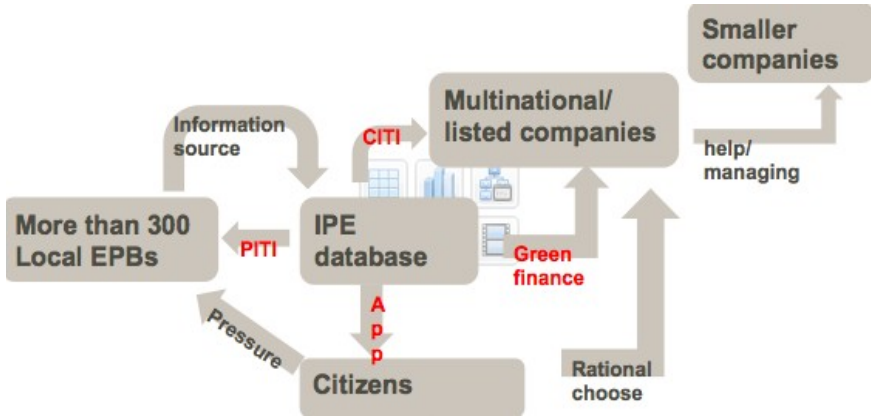 Smaller
companies
Multinational/
listed companies
Information
source
CITI
help/
managing
More than 300
Local EPBs
PITI
IPE
database
Green
finance
App
Pressure
Citizens
Rational
choose